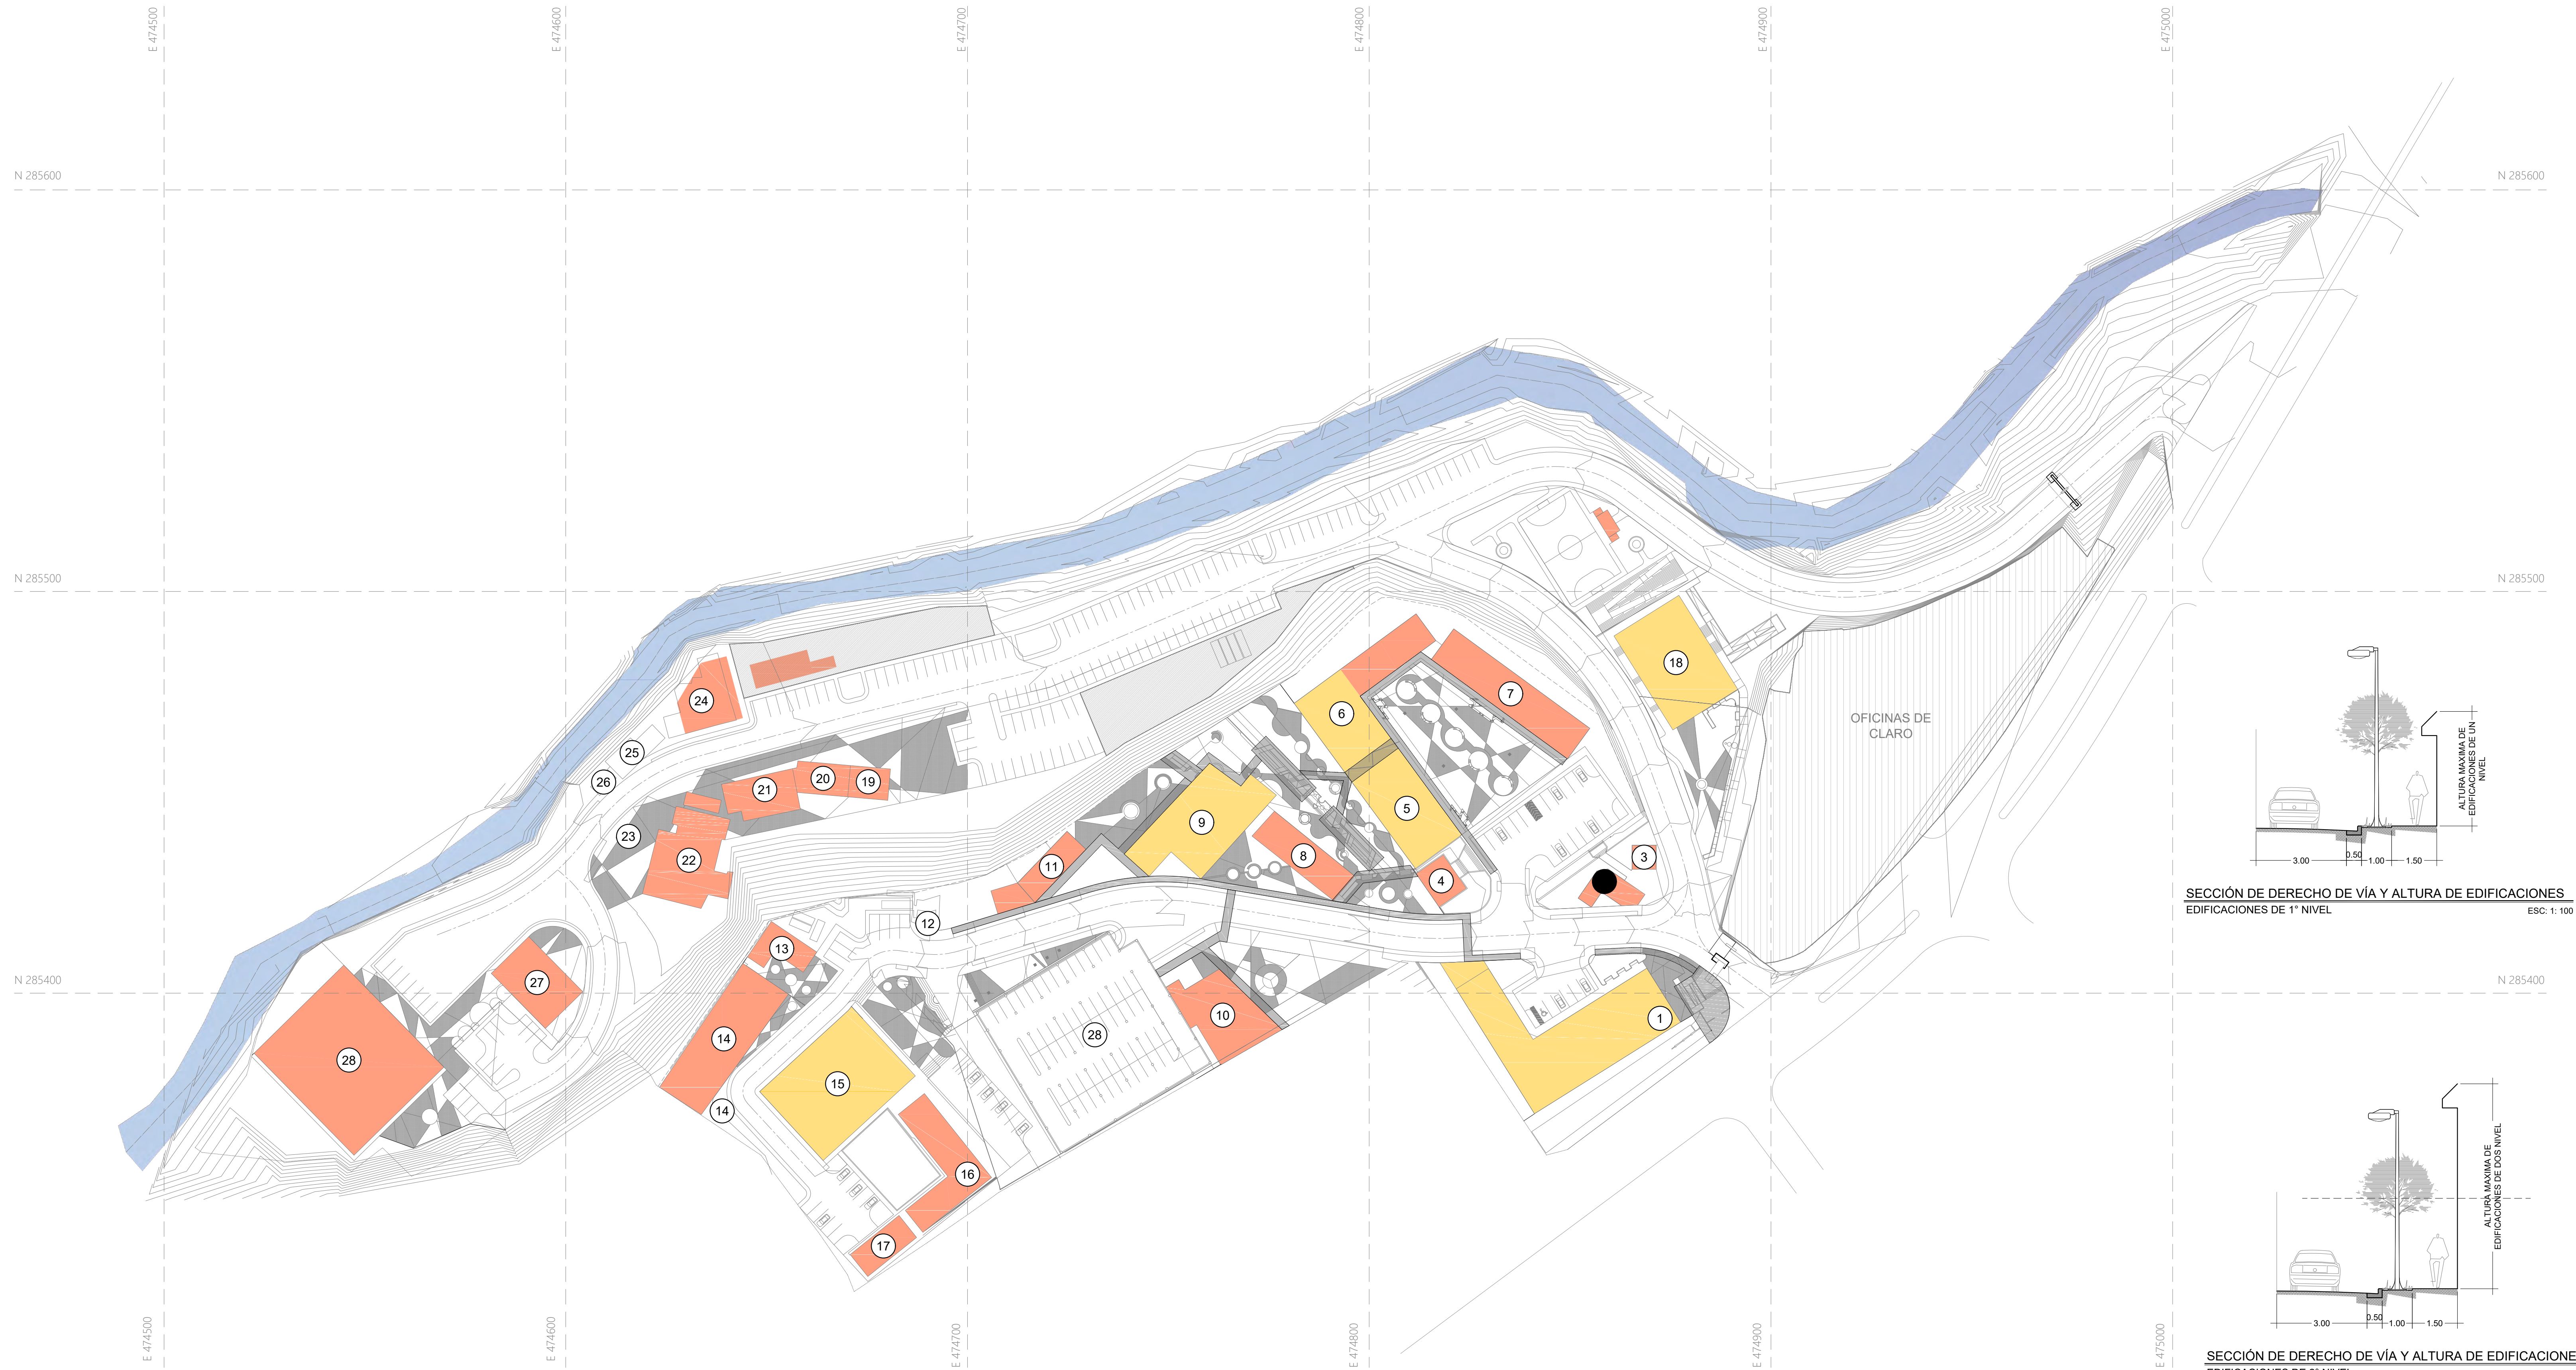 E 474500
E 474600
E 474700
E 474800
E 474900
E 475000
N 285600
N 285600
N 285500
N 285500
18
7
24
6
OFICINAS DE
CLARO
25
20
19
26
21
5
9
23
22
8
3
11
4
12
13
27
N 285400
N 285400
10
1
28
14
28
15
14
16
17
ALTURA MAXIMA DE
EDIFICACIONES DE UN
NIVEL
3.00
0.50
1.00
1.50
SECCIÓN DE DERECHO DE VÍA Y ALTURA DE EDIFICACIONES
EDIFICACIONES DE 1° NIVEL
ESC: 1: 100
ALTURA MAXIMA DE
EDIFICACIONES DE DOS NIVEL
3.00
0.50
1.00
1.50
SECCIÓN DE DERECHO DE VÍA Y ALTURA DE EDIFICACIONE
E 474500
E 474600
E 474700
E 474800
E 474900
E 475000